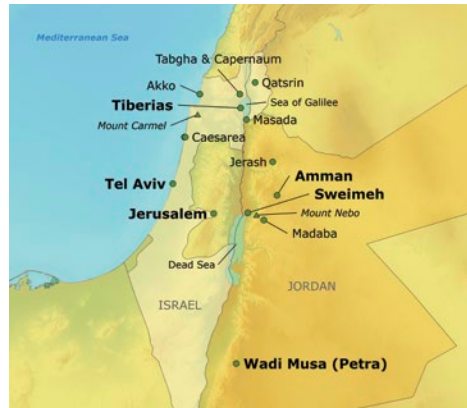 Mediterranean Sea
Tabgha & Capernaum
Akko
Qatsrin
Tiberias
Sea of Galilee
Mount Carmel
Masada
Caesarea
Jerash
Amman
Tel Aviv
Sweimeh
Jerusalem
Mount Nebo
Madaba
Dead Sea
ISRAEL
JORDAN
Wadi Musa (Petra)